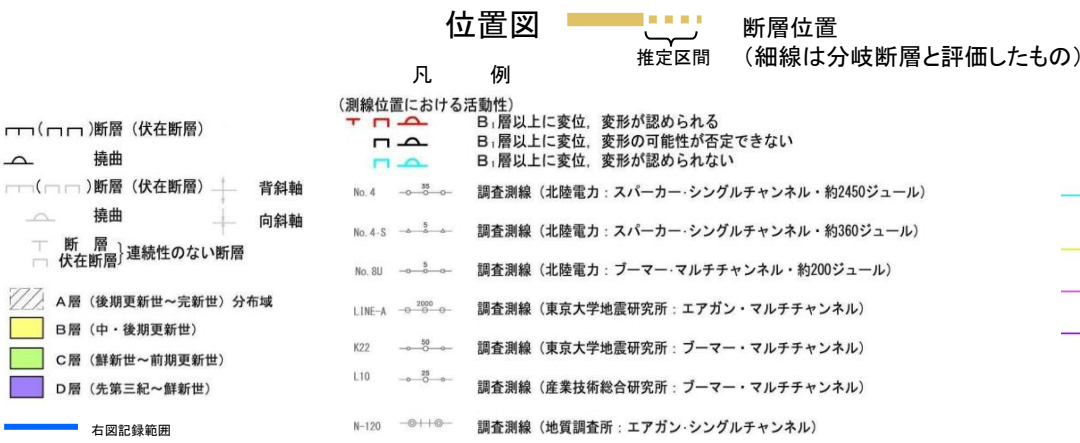 位置図
推定区間
断層位置
(細線は分岐断層と評価したもの)
凡 例
(測線位置における活動性)
B₁層以上に変位，変形が認められる
B₁層以上に変位，変形の可能性が否定できない
B₁層以上に変位，変形が認められない
( )断層（伏在断層）
撓曲
( )断層（伏在断層） 背斜軸
撓曲 向斜軸
断 層
伏在断層}連続性のない断層
A層（後期更新世～完新世）分布域
B層（中・後期更新世）
C層（鮮新世～前期更新世）
D層（先第三紀～鮮新世）
右図記録範囲
No. 4 35 調査測線（北陸電力：スパーカー・シングルチャンネル・約2450ジュール）
No. 4-S 5 調査測線（北陸電力：スパーカー・シングルチャンネル・約360ジュール）
No. 8U 5 調査測線（北陸電力：ブーマー・マルチチャンネル・約200ジュール）
LINE-A 2000 調査測線（東京大学地震研究所：エアガン・マルチチャンネル）
K22 50 調査測線（東京大学地震研究所：ブーマー・マルチチャンネル）
L10 25 調査測線（産業技術総合研究所：ブーマー・マルチチャンネル）
N-120 調査測線（地質調査所：エアガン・シングルチャンネル）